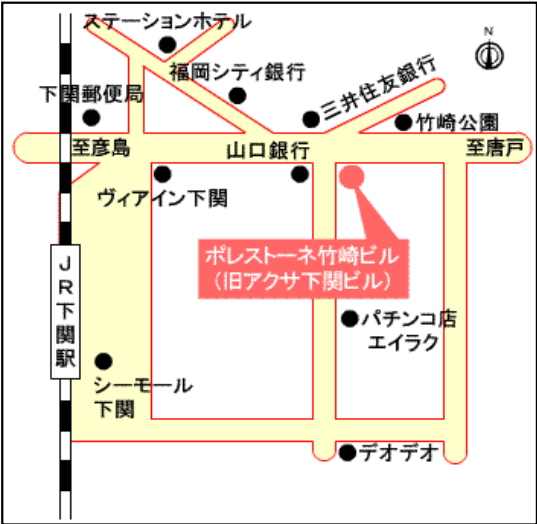 ステーションホテル
N
福岡シティ銀行
三井住友銀行
下関郵便局
竹崎公園
至彦島
山口銀行
至唐戸
ヴィアイン下関
ポレストーネ竹崎ビル
（旧アクサ下関ビル）
JR下関駅
パチンコ店
エイラク
シーモール
下関
デオデオ